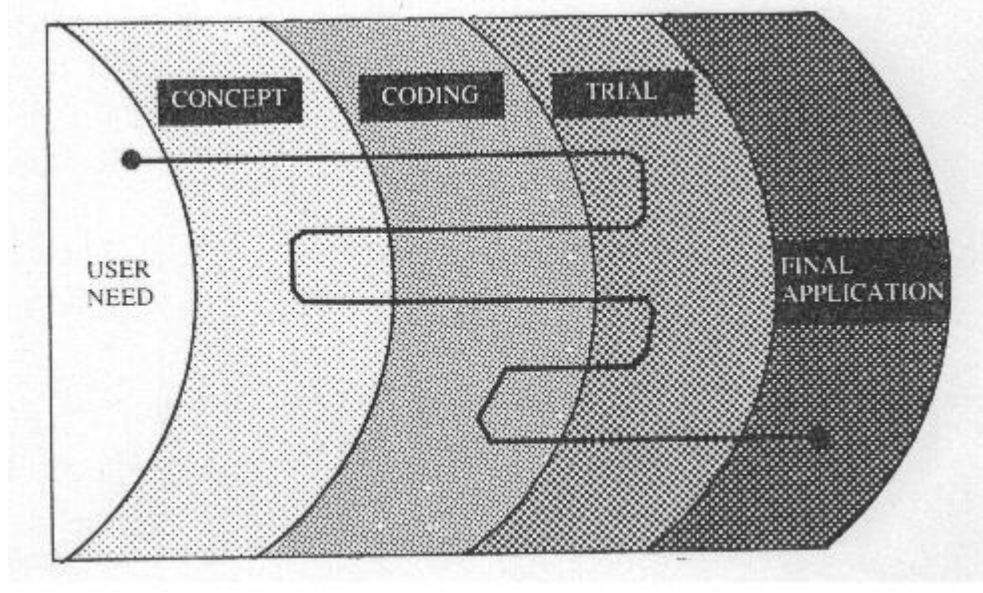 CONCEPT
CODING
TRIAL
USER
NEED
FINAL
APPLICATION